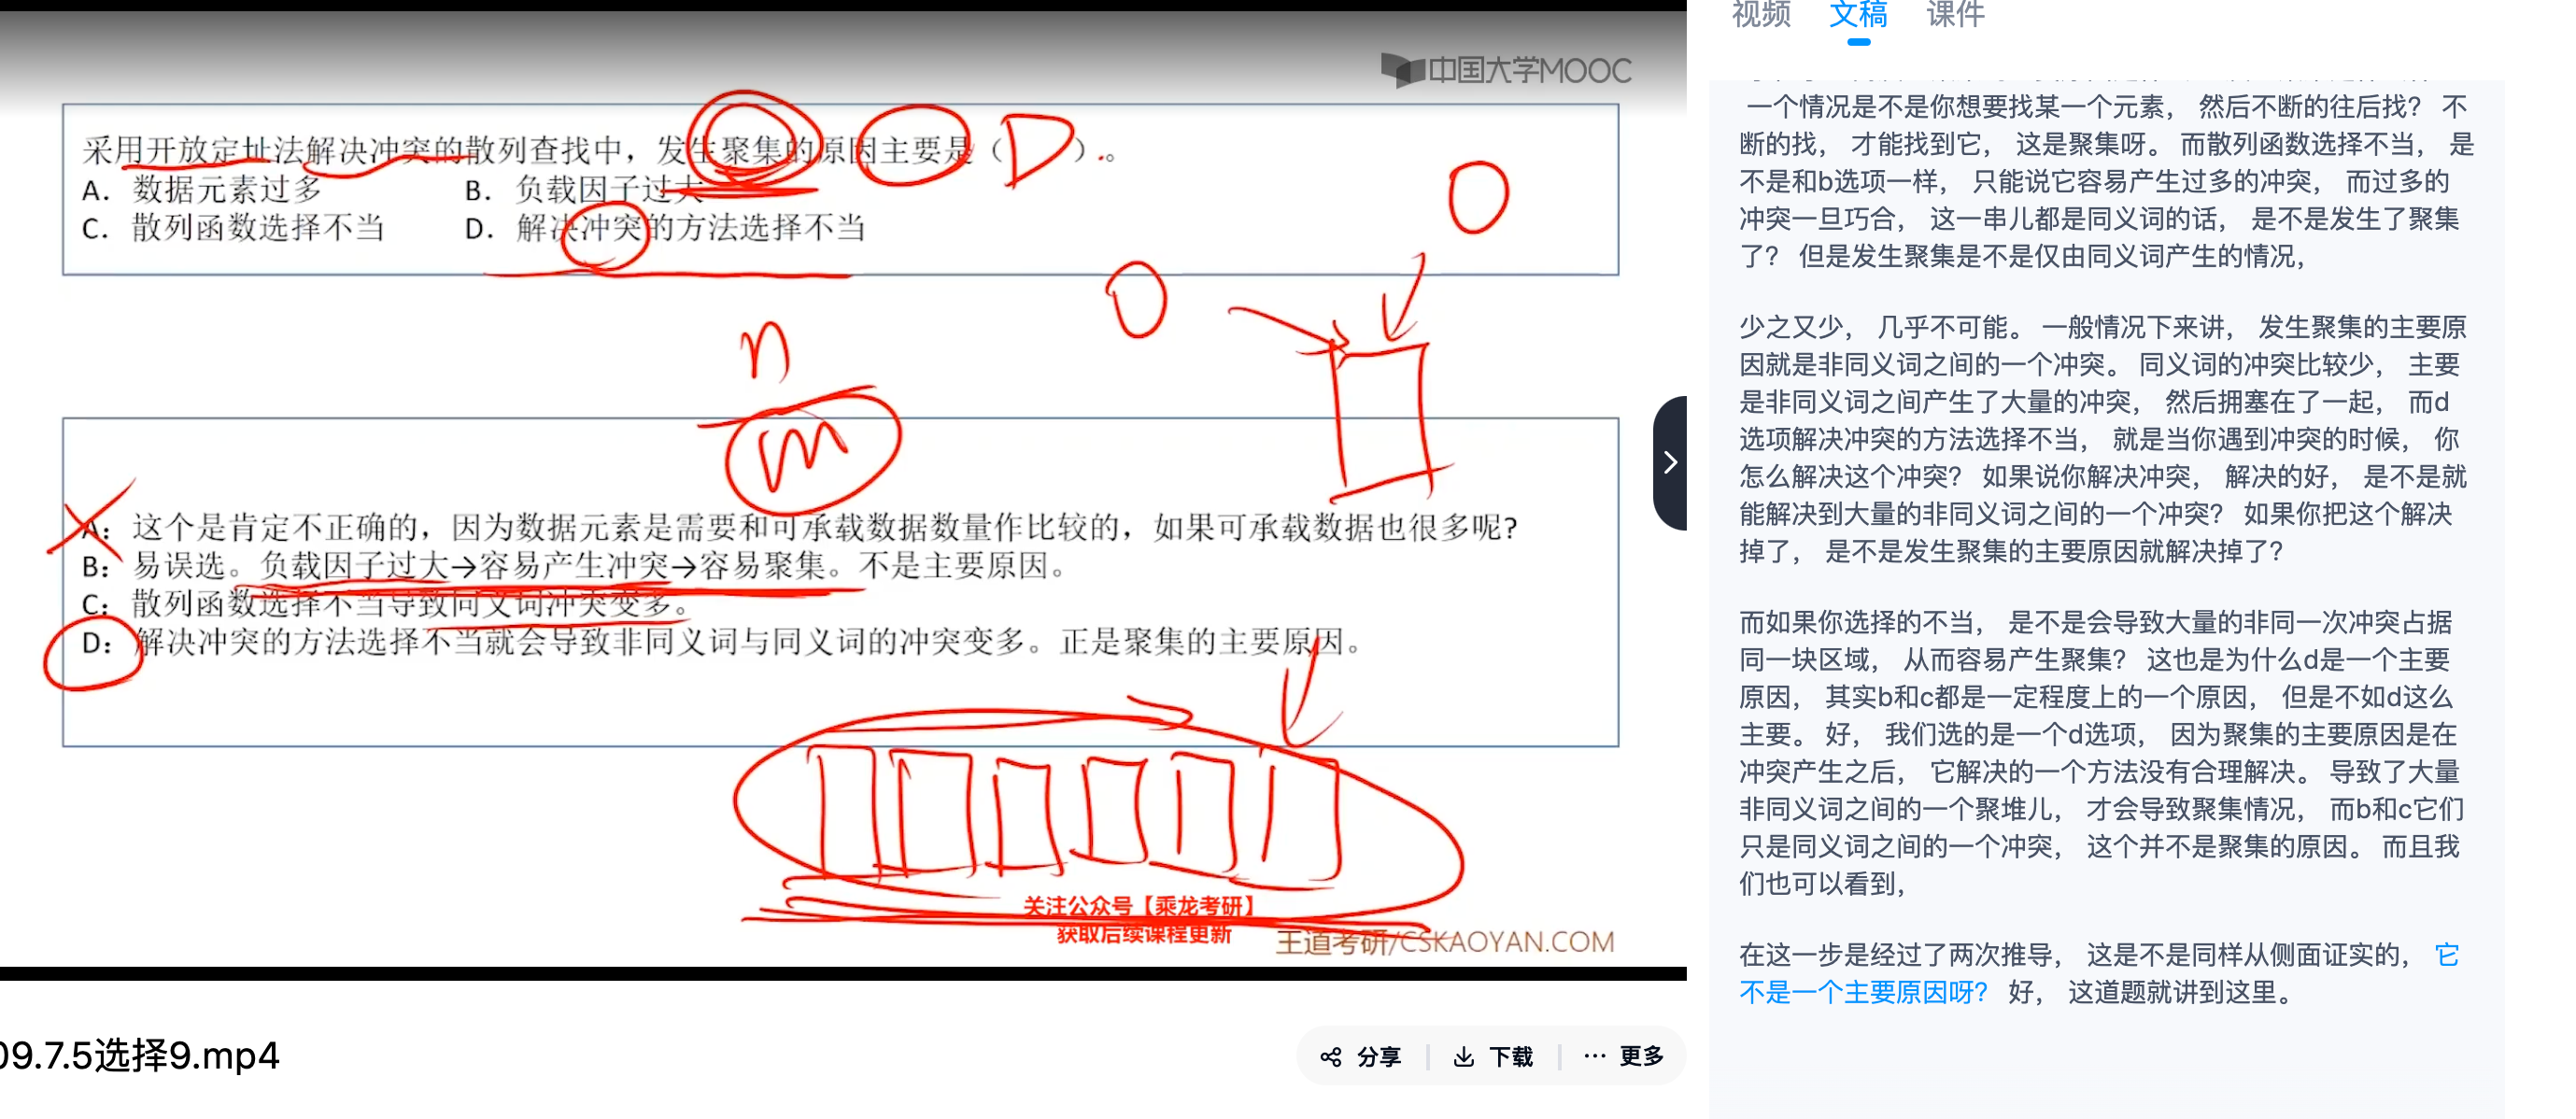 中国大学MOOC
采用开放定址法解决冲突的散列查找中，发生聚集的原因主要是（D）。
A．数据元素过多 B．负载因子过大
C．散列函数选择不当 D．解决冲突的方法选择不当
n
m
A：这个是肯定不正确的，因为数据元素是需要和可承载数据数量作比较的，如果可承载数据也很多呢?
B：易误选。负载因子过大→容易产生冲突→容易聚集。不是主要原因。
C：散列函数选择不当导致同义词冲突变多。
D：解决冲突的方法选择不当就会导致非同义词与同义词的冲突变多。正是聚集的主要原因。
关注公众号【乘龙考研】
获取后续课程更新
王道考研/CSKAOYAN.COM
09.7.5选择9.mp4
分享 下载 更多
视频 文稿 课件
一个情况是不是你想要找某一个元素， 然后不断的往后找？ 不
断的找， 才能找到它， 这是聚集呀。 而散列函数选择不当， 是
不是和b选项一样， 只能说它容易产生过多的冲突， 而过多的
冲突一旦巧合， 这一串儿都是同义词的话， 是不是发生了聚集
了？ 但是发生聚集是不是仅由同义词产生的情况，
少之又少， 几乎不可能。 一般情况下来讲， 发生聚集的主要原
因就是非同义词之间的一个冲突。 同义词的冲突比较少， 主要
是非同义词之间产生了大量的冲突， 然后拥塞在了一起， 而d
选项解决冲突的方法选择不当， 就是当你遇到冲突的时候， 你
怎么解决这个冲突？ 如果说你解决冲突， 解决的好， 是不是就
能解决到大量的非同义词之间的一个冲突？ 如果你把这个解决
掉了， 是不是发生聚集的主要原因就解决掉了？
而如果你选择的不当， 是不是会导致大量的非同一次冲突占据
同一块区域， 从而容易产生聚集？ 这也是为什么d是一个主要
原因， 其实b和c都是一定程度上的一个原因， 但是不如d这么
主要。 好， 我们选的是一个d选项， 因为聚集的主要原因是在
冲突产生之后， 它解决的一个方法没有合理解决。 导致了大量
非同义词之间的一个聚堆儿， 才会导致聚集情况， 而b和c它们
只是同义词之间的一个冲突， 这个并不是聚集的原因。 而且我
们也可以看到，
在这一步是经过了两次推导， 这是不是同样从侧面证实的， 它
不是一个主要原因呀？ 好， 这道题就讲到这里。